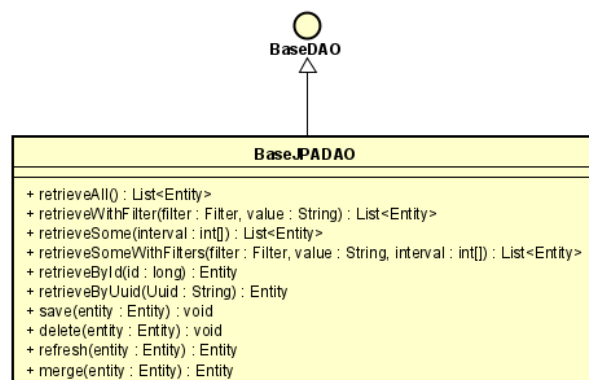 BaseDAO
BaseJPADAO
+ retrieveAll() : List<Entity>
+ retrieveWithFilter(filter : Filter, value : String) : List<Entity>
+ retrieveSome(interval : int[]) : List<Entity>
+ retrieveSomeWithFilters(filter : Filter, value : String, interval : int[]) : List<Entity>
+ retrieveById(id : long) : Entity
+ retrieveByUuid(Uuid : String) : Entity
+ save(entity : Entity) : void
+ delete(entity : Entity) : void
+ refresh(entity : Entity) : Entity
+ merge(entity : Entity) : Entity